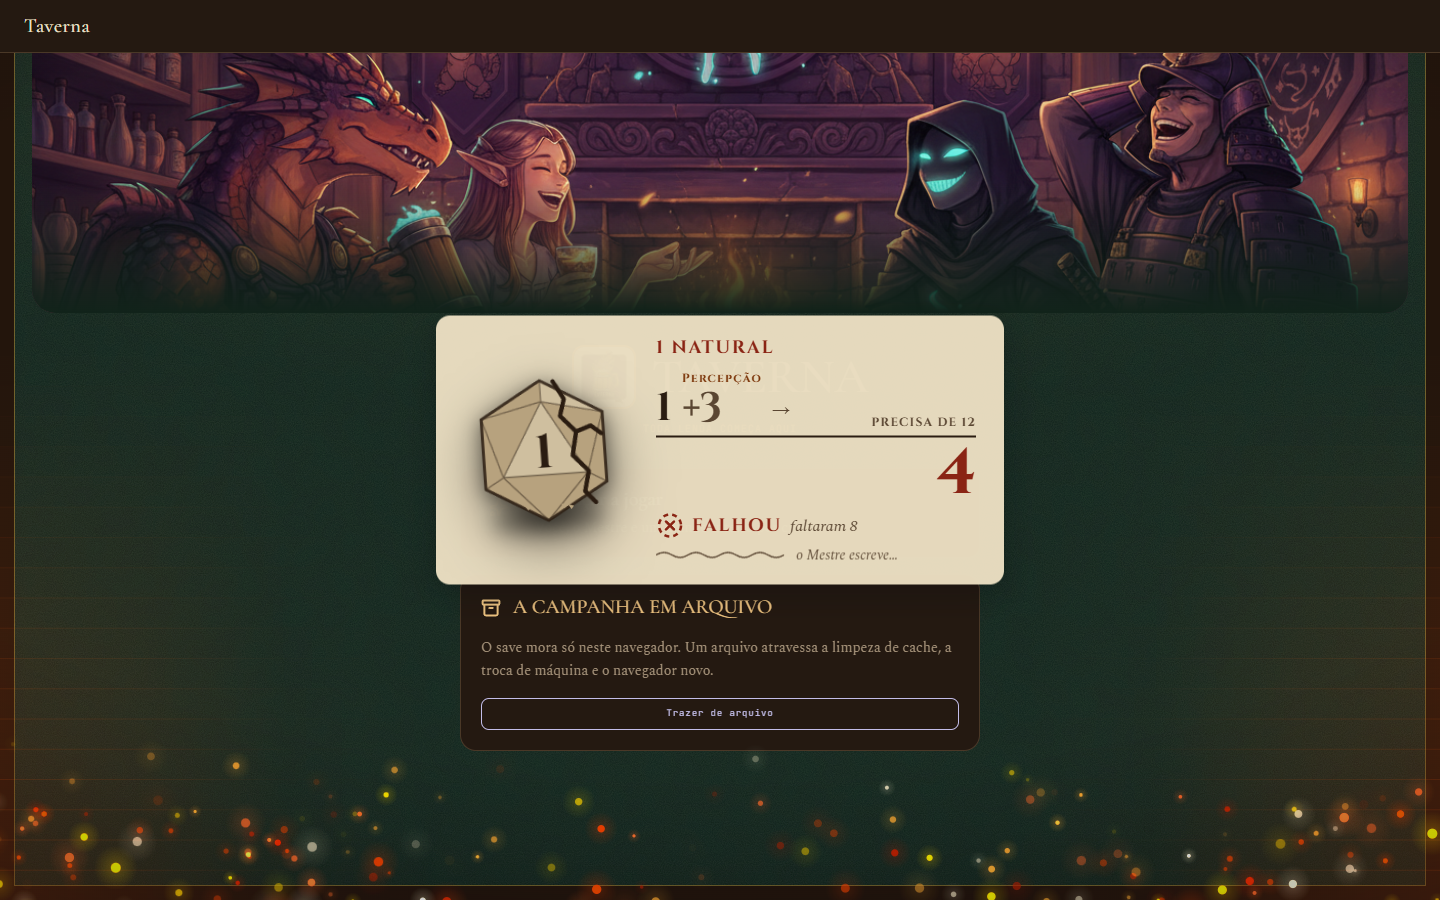 Taverna
1 NATURAL
Percepção
1 +3 →
PRECISA DE 12
1
4
FALHOU faltaram 8
o Mestre escreve...
A CAMPANHA EM ARQUIVO
O save mora só neste navegador. Um arquivo atravessa a limpeza de cache, a
troca de máquina e o navegador novo.
Trazer de arquivo